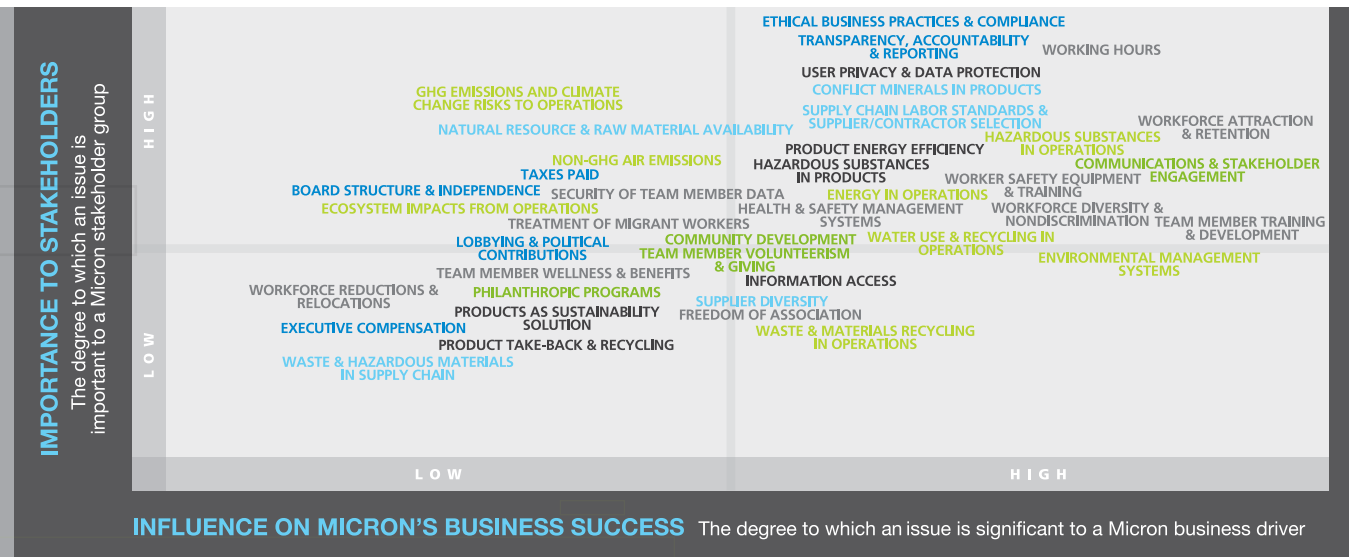 IMPORTANCE TO STAKEHOLDERS
The degree to which an issue is
important to a Micron stakeholder group
HIGH
LOW
ETHICAL BUSINESS PRACTICES & COMPLIANCE
TRANSPARENCY, ACCOUNTABILITY
& REPORTING
WORKING HOURS
USER PRIVACY & DATA PROTECTION
GHG EMISSIONS AND CLIMATE
CHANGE RISKS TO OPERATIONS
CONFLICT MINERALS IN PRODUCTS
SUPPLY CHAIN LABOR STANDARDS &
SUPPLIER/CONTRACTOR SELECTION
WORKFORCE ATTRACTION
& RETENTION
NATURAL RESOURCE & RAW MATERIAL AVAILABILITY
HAZARDOUS SUBSTANCES
IN OPERATIONS
PRODUCT ENERGY EFFICIENCY
NON-GHG AIR EMISSIONS
HAZARDOUS SUBSTANCES
IN PRODUCTS
COMMUNICATIONS & STAKEHOLDER
ENGAGEMENT
TAXES PAID
WORKER SAFETY EQUIPMENT
& TRAINING
BOARD STRUCTURE & INDEPENDENCE
SECURITY OF TEAM MEMBER DATA
ENERGY IN OPERATIONS
ECOSYSTEM IMPACTS FROM OPERATIONS
HEALTH & SAFETY MANAGEMENT
SYSTEMS
WORKFORCE DIVERSITY &
NONDISCRIMINATION
TREATMENT OF MIGRANT WORKERS
TEAM MEMBER TRAINING
& DEVELOPMENT
LOBBYING & POLITICAL
CONTRIBUTIONS
COMMUNITY DEVELOPMENT
WATER USE & RECYCLING IN
OPERATIONS
TEAM MEMBER VOLUNTEERISM
& GIVING
ENVIRONMENTAL MANAGEMENT
SYSTEMS
TEAM MEMBER WELLNESS & BENEFITS
INFORMATION ACCESS
WORKFORCE REDUCTIONS &
RELOCATIONS
PHILANTHROPIC PROGRAMS
SUPPLIER DIVERSITY
PRODUCTS AS SUSTAINABILITY
SOLUTION
FREEDOM OF ASSOCIATION
EXECUTIVE COMPENSATION
WASTE & MATERIALS RECYCLING
IN OPERATIONS
PRODUCT TAKE-BACK & RECYCLING
WASTE & HAZARDOUS MATERIALS
IN SUPPLY CHAIN
LOW
HIGH
INFLUENCE ON MICRON'S BUSINESS SUCCESS The degree to which an issue is significant to a Micron business driver